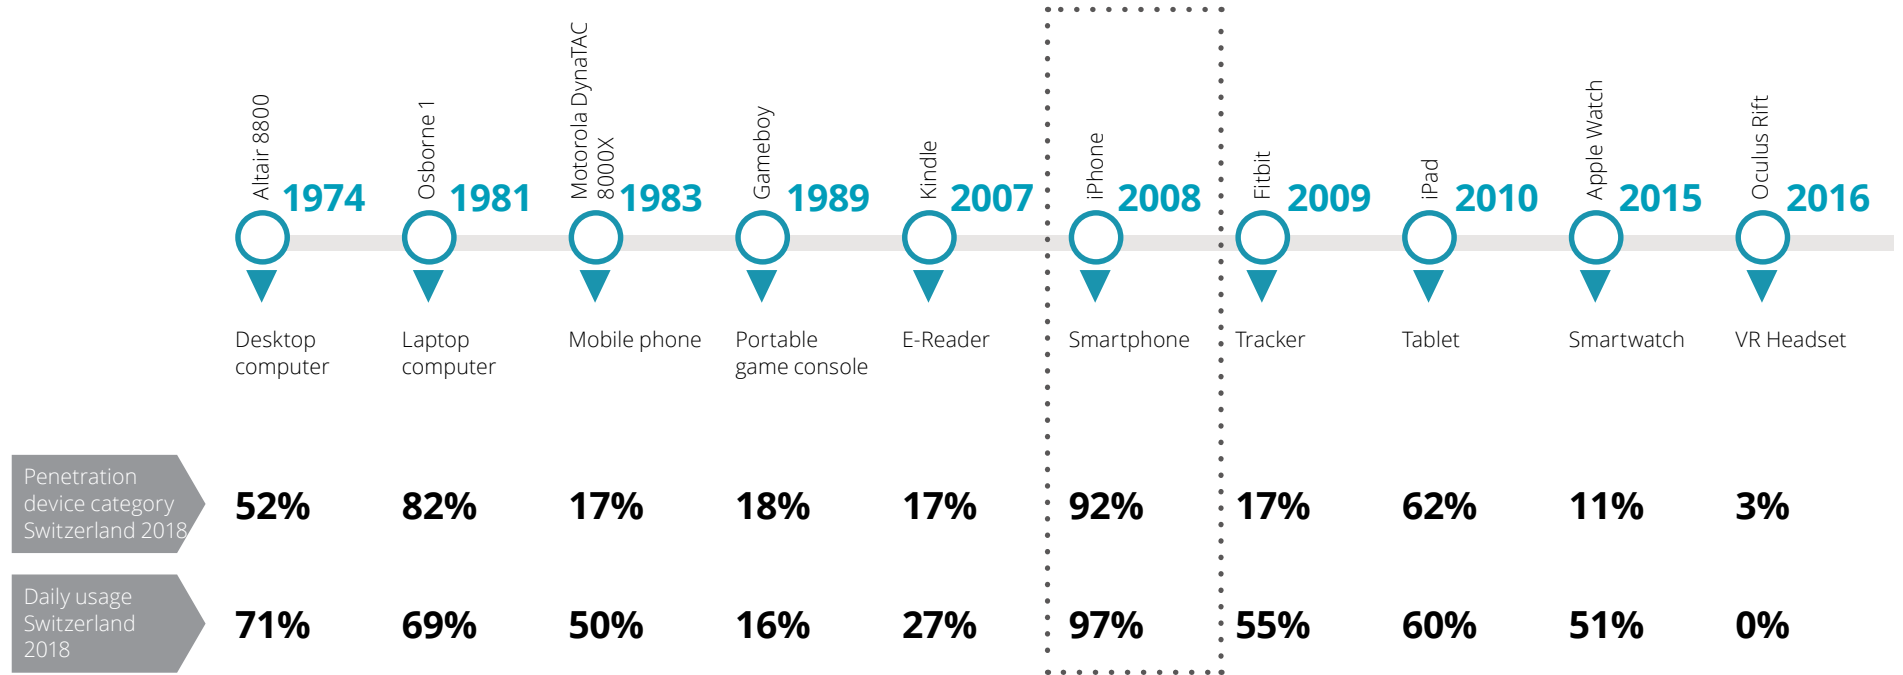 Altair 8800
1974
Osborne 1
1981
Motorola DynaTAC
8000X
1983
Gameboy
1989
Kindle
2007
iPhone
2008
Fitbit
2009
iPad
2010
Apple Watch
2015
Oculus Rift
2016
Desktop
computer
Laptop
computer
Mobile phone
Portable
game console
E-Reader
Smartphone
Tracker
Tablet
Smartwatch
VR Headset
Penetration
device category
Switzerland 2018
52% 82% 17% 18% 17% 92% 17% 62% 11% 3%
Daily usage
Switzerland
2018
71% 69% 50% 16% 27% 97% 55% 60% 51% 0%